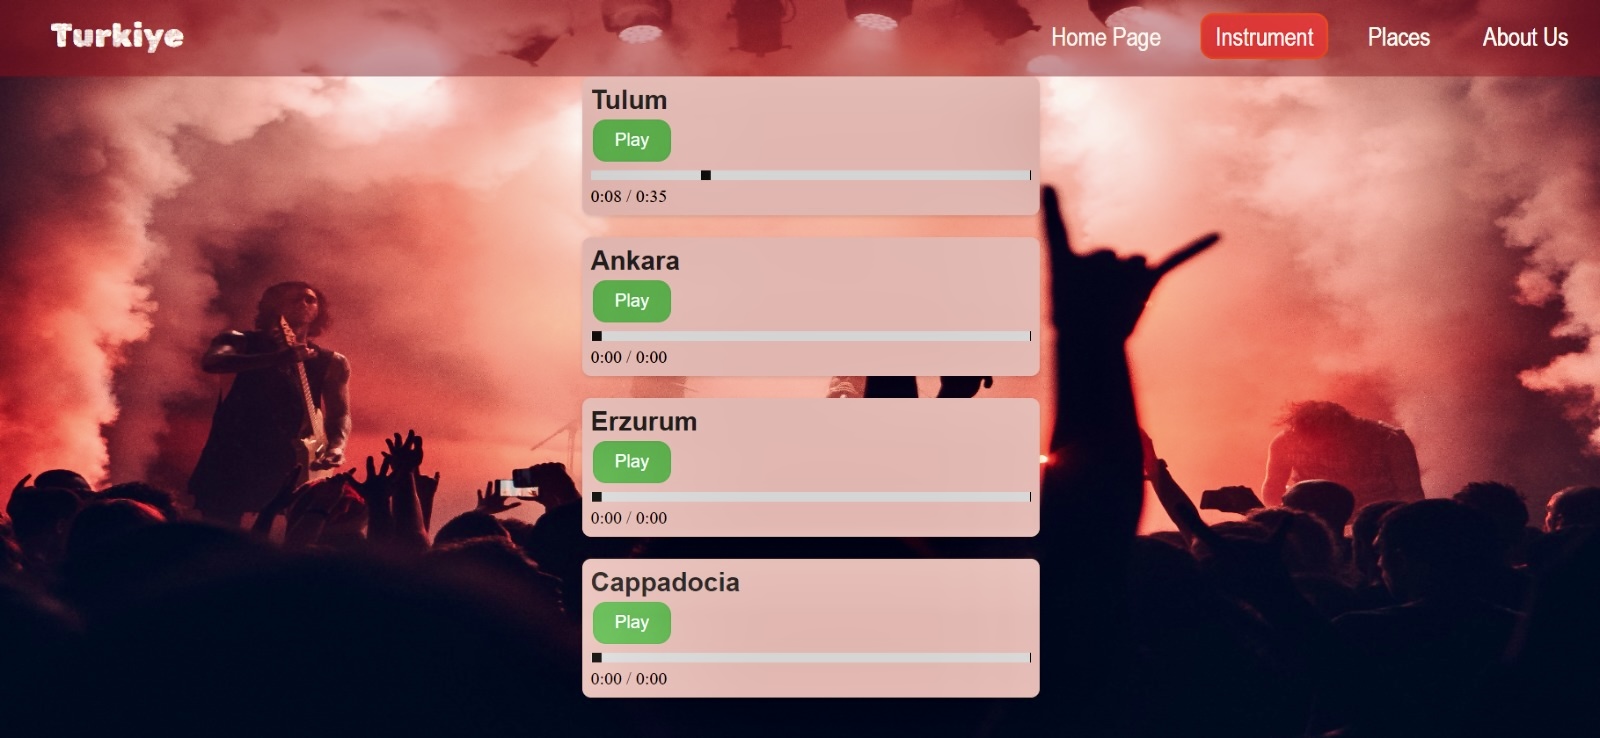 Turkiye
Home Page
Instrument
Places
About Us
Tulum
Play
0:08 / 0:35
Ankara
Play
0:00 / 0:00
Erzurum
Play
0:00 / 0:00
Cappadocia
Play
0:00 / 0:00